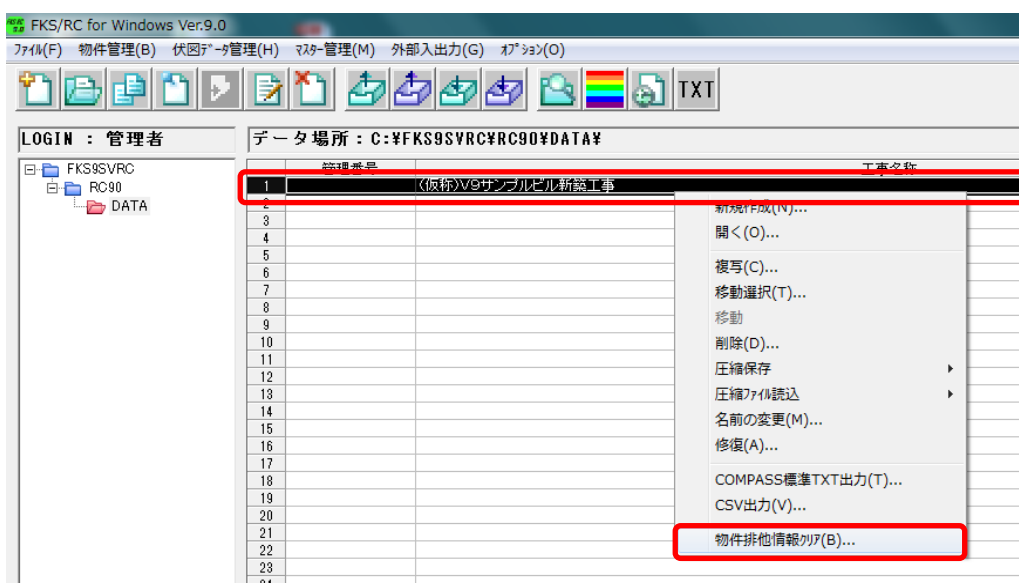 FKS/RC for Windows Ver.9.0
ﾌｧｲﾙ(F) 物件管理(B) 伏図ﾃﾞｰﾀ管理(H) ﾏｽﾀｰ管理(M) 外部入出力(G) ｵﾌﾟｼｮﾝ(O)
TXT
LOGIN : 管理者
データ場所：C:¥FKS9SVRC¥RC90¥DATA¥
FKS9SVRC
RC90
DATA
管理番号 工事名称
1 (仮称)V9サンプルビル新築工事
2
3
4
5
6
7
8
9
10
11
12
13
14
15
16
17
18
19
20
21
22
23
24
新規作成(N)...
開く(O)...
複写(C)...
移動選択(T)...
移動
削除(D)...
圧縮保存
圧縮ﾌｧｲﾙ読込
名前の変更(M)...
修復(A)...
COMPASS標準TXT出力(T)...
CSV出力(V)...
物件排他情報ｸﾘｱ(B)...